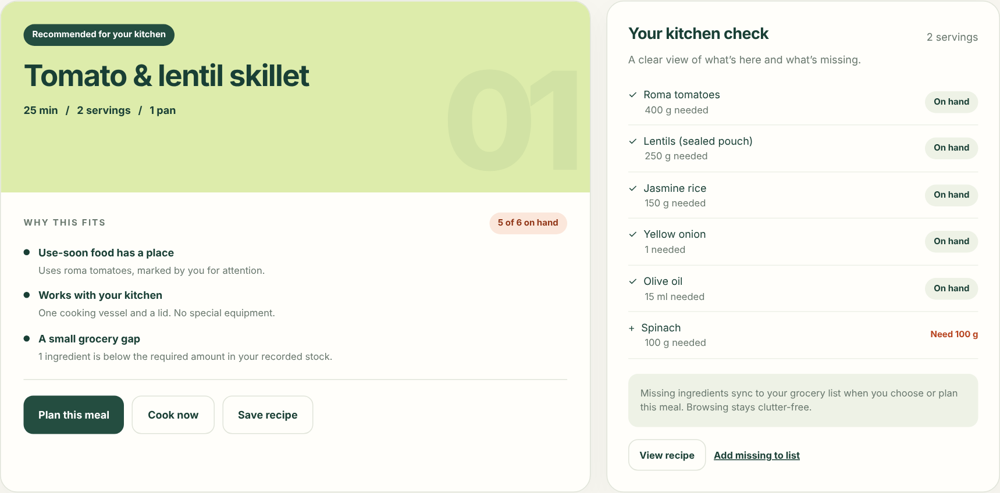 Recommended for your kitchen
Tomato & lentil skillet
25 min / 2 servings / 1 pan
01
WHY THIS FITS
5 of 6 on hand
Use-soon food has a place
Uses roma tomatoes, marked by you for attention.
Works with your kitchen
One cooking vessel and a lid. No special equipment.
A small grocery gap
1 ingredient is below the required amount in your recorded stock.
Plan this meal
Cook now
Save recipe
Your kitchen check
2 servings
A clear view of what’s here and what’s missing.
✓ Roma tomatoes
400 g needed
On hand
✓ Lentils (sealed pouch)
250 g needed
On hand
✓ Jasmine rice
150 g needed
On hand
✓ Yellow onion
1 needed
On hand
✓ Olive oil
15 ml needed
On hand
+ Spinach
100 g needed
Need 100 g
Missing ingredients sync to your grocery list when you choose or plan
this meal. Browsing stays clutter-free.
View recipe
Add missing to list